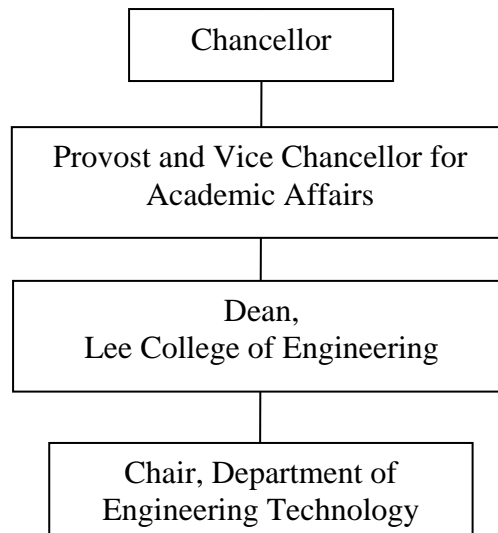 Chancellor
Provost and Vice Chancellor for
Academic Affairs
Dean,
Lee College of Engineering
Chair, Department of
Engineering Technology